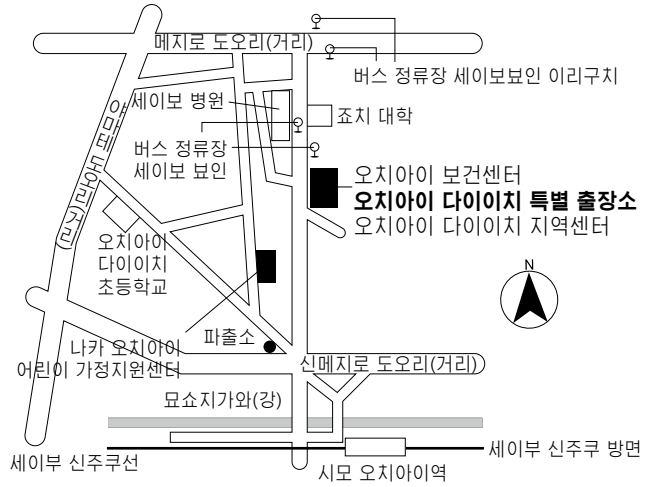 메지로 도오리(거리)
버스 정류장 세이보뵤인 이리구치
세이보 병원
죠치 대학
야마테 도오리(거리)
버스 정류장
세이보 뵤인
오치아이 보건센터
오치아이 다이이치 특별 출장소
오치아이 다이이치 지역센터
오치아이
다이이치
초등학교
N
파출소
나카 오치아이
어린이 가정지원센터
신메지로 도오리(거리)
묘쇼지가와(강)
세이부 신주쿠선
시모 오치아이역
세이부 신주쿠 방면